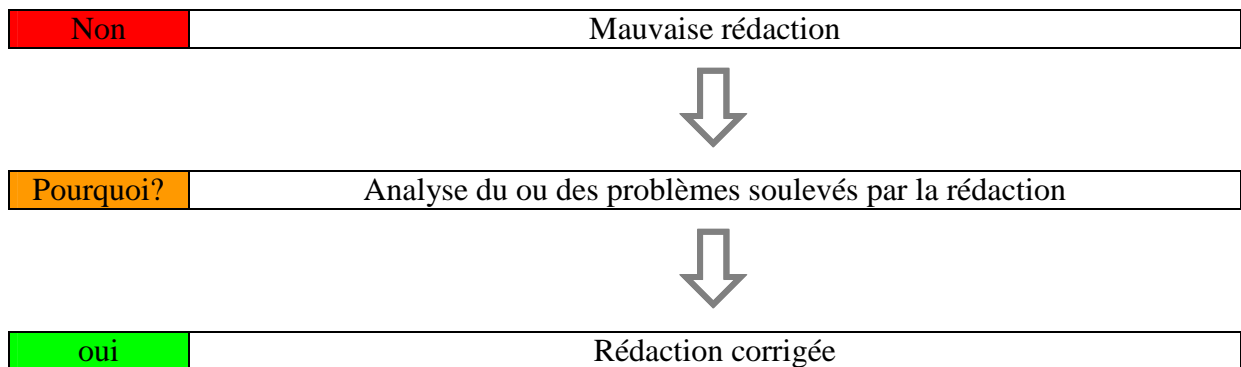 Non Mauvaise rédaction
Pourquoi? Analyse du ou des problèmes soulevés par la rédaction
oui Rédaction corrigée